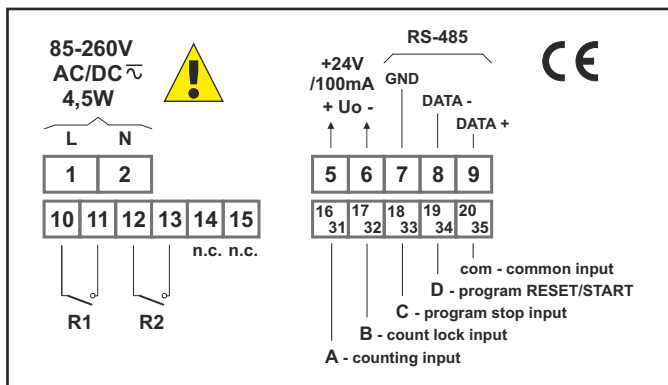 85-260V
AC/DC
4,5W
L N
1 2
10 11 12 13 14 15
n.c. n.c.
R1 R2
RS-485
+24V
/100mA
+ Uo -
GND
DATA -
DATA +
CE
5 6 7 8 9
16 17 18 19 20
31 32 33 34 35
com - common input
D - program RESET/START
C - program stop input
B - count lock input
A - counting input